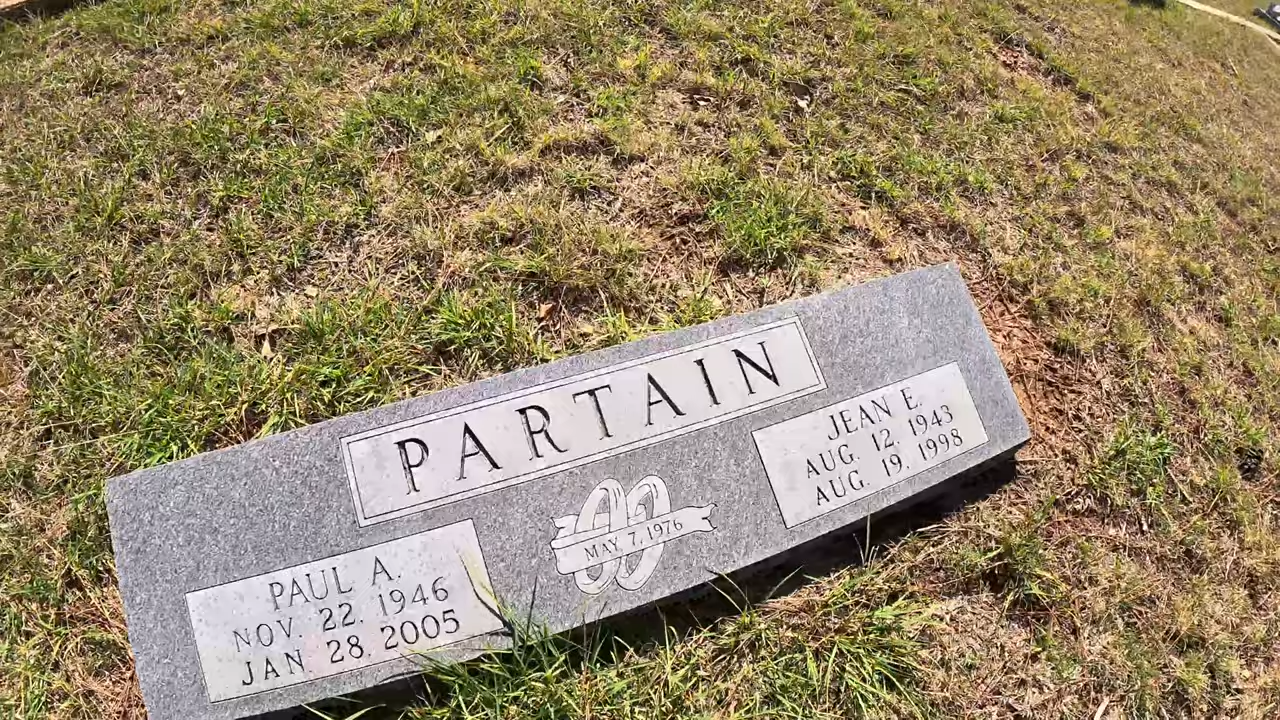 PARTAIN
PAUL A.
NOV. 22. 1946
JAN 28. 2005
MAY 7, 1976
JEAN E.
AUG. 12. 1943
AUG. 19. 1998